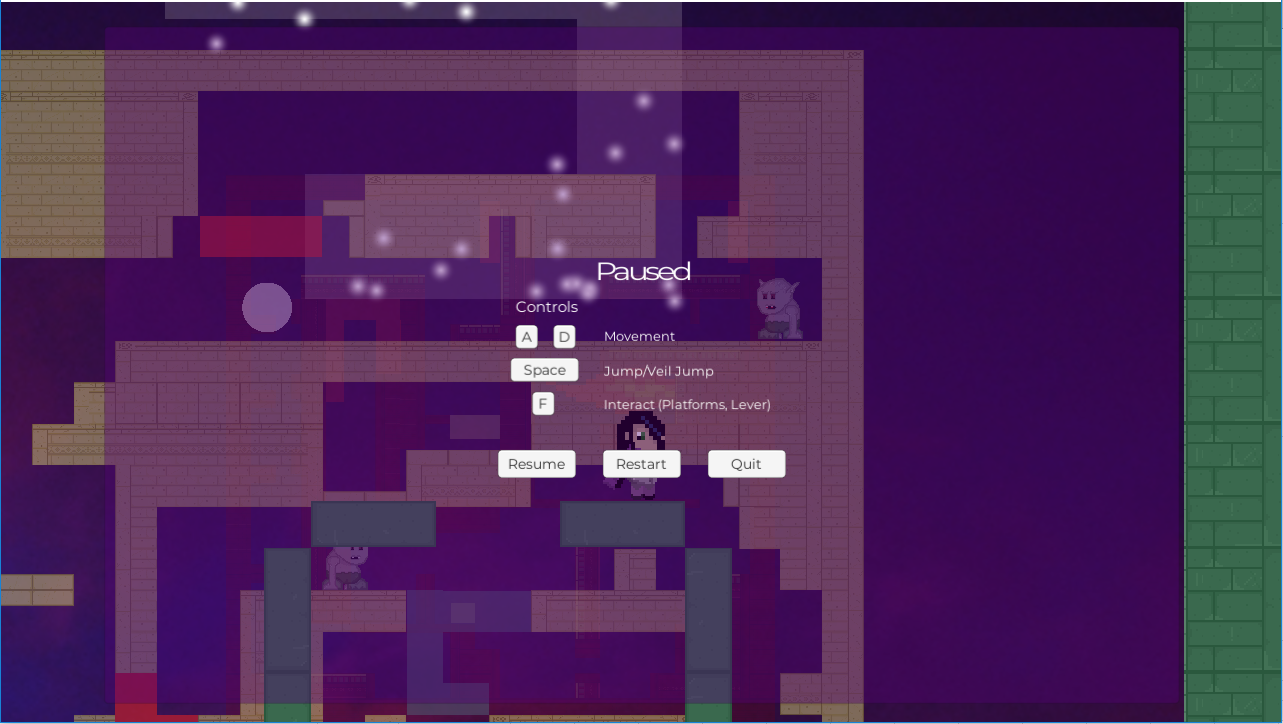 Paused
Controls
A D Movement
Space Jump/Veil Jump
F Interact (Platforms, Lever)
Resume Restart Quit